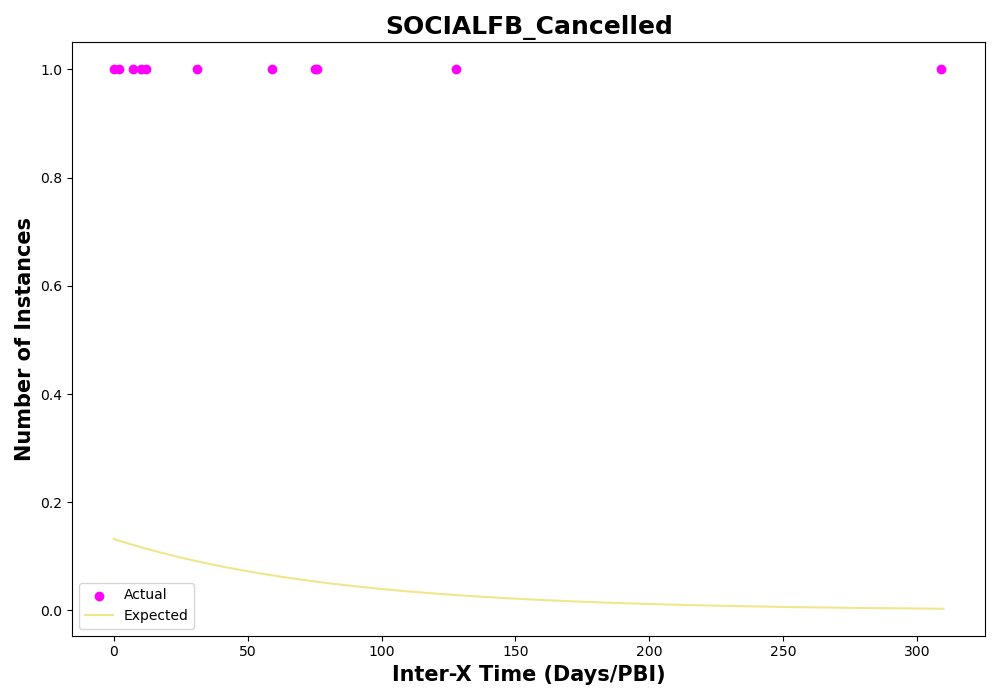 SOCIALFB_Cancelled
Number of Instances
1.0
0.8
0.6
0.4
0.2
0.0
Actual
Expected
0 50 100 150 200 250 300
Inter-X Time (Days/PBI)